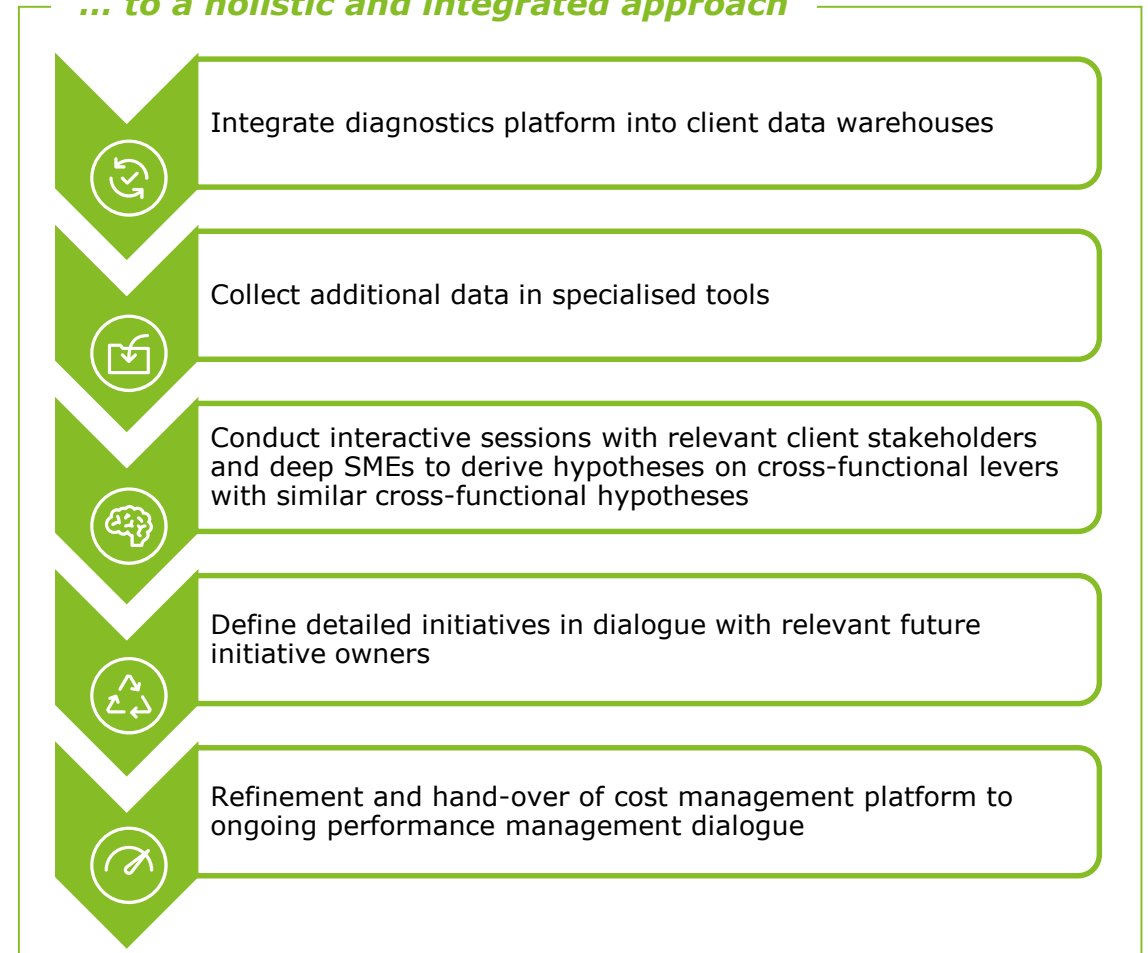 ... to a holistic and integrated approach
Integrate diagnostics platform into client data warehouses
Collect additional data in specialised tools
Conduct interactive sessions with relevant client stakeholders
and deep SMEs to derive hypotheses on cross-functional levers
with similar cross-functional hypotheses
Define detailed initiatives in dialogue with relevant future
initiative owners
Refinement and hand-over of cost management platform to
ongoing performance management dialogue